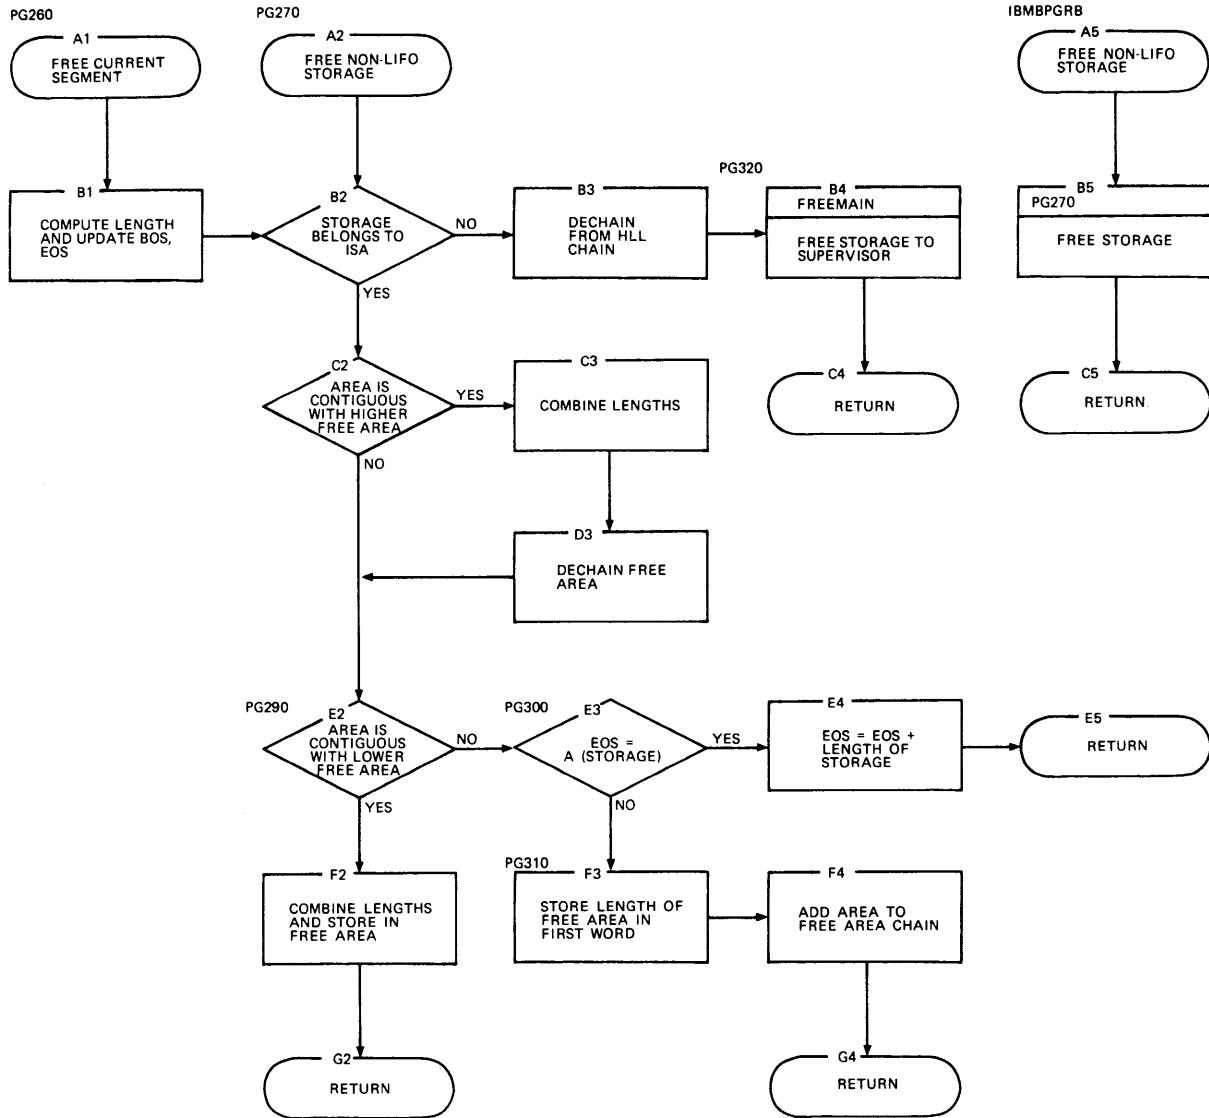 PG260
PG270
IBMBPGRB
A1
FREE CURRENT
SEGMENT
A2
FREE NON-LIFO
STORAGE
A5
FREE NON-LIFO
STORAGE
B1
COMPUTE LENGTH
AND UPDATE BOS,
EOS
B2
STORAGE
BELONGS TO
ISA
NO
YES
B3
DECHAIN
FROM HLL
CHAIN
PG320
B4
FREEMAIN
FREE STORAGE TO
SUPERVISOR
B5
PG270
FREE STORAGE
C2
AREA IS
CONTIGUOUS
WITH HIGHER
FREE AREA
YES
NO
C3
COMBINE LENGTHS
C4
RETURN
C5
RETURN.
D3
DECHAIN FREE
AREA
PG290
E2
AREA IS
CONTIGUOUS
WITH LOWER
FREE AREA
NO
YES
PG300
E3
EOS =
A (STORAGE)
YES
NO
E4
EOS = EOS +
LENGTH OF
STORAGE
E5
RETURN
F2
COMBINE LENGTHS
AND STORE IN
FREE AREA
PG310
F3
STORE LENGTH OF
FREE AREA IN
FIRST WORD
F4
ADD AREA TO
FREE AREA CHAIN
G2
RETURN
G4
RETURN